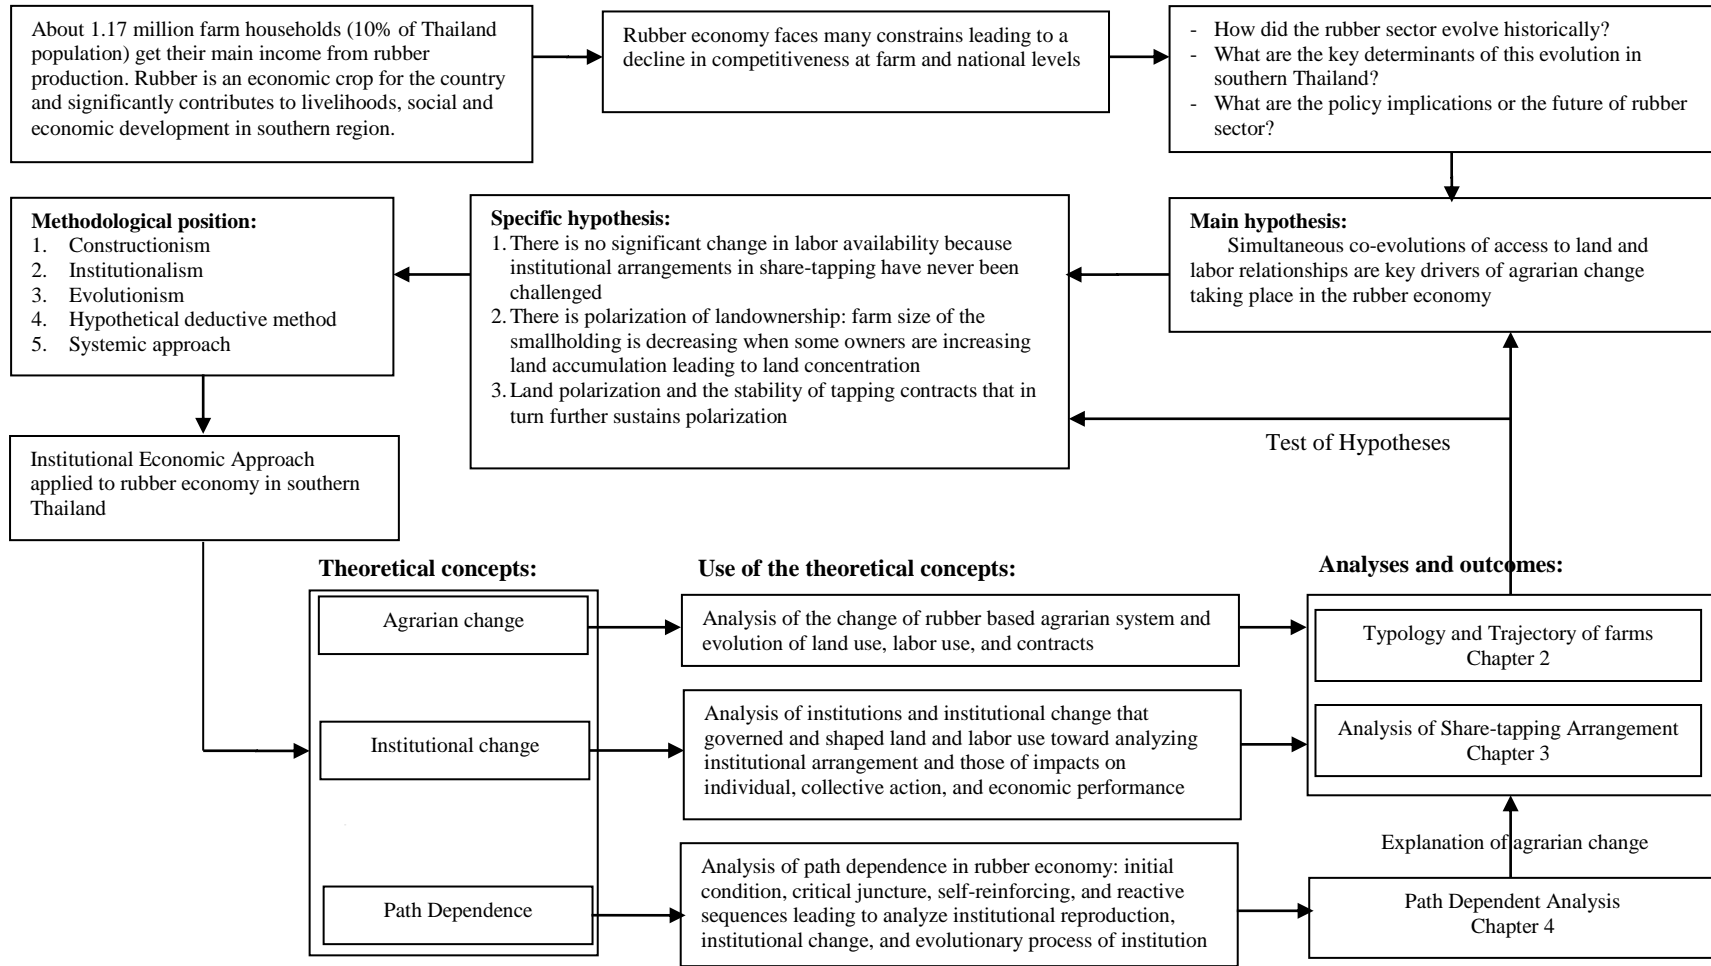 About 1.17 million farm households (10% of Thailand
population) get their main income from rubber
production. Rubber is an economic crop for the country
and significantly contributes to livelihoods, social and
economic development in southern region.
Rubber economy faces many constrains leading to a
decline in competitiveness at farm and national levels
- How did the rubber sector evolve historically?
- What are the key determinants of this evolution in
southern Thailand?
- What are the policy implications or the future of rubber
sector?
Main hypothesis:
Simultaneous co-evolutions of access to land and
labor relationships are key drivers of agrarian change
taking place in the rubber economy
Specific hypothesis:
1. There is no significant change in labor availability because
institutional arrangements in share-tapping have never been
challenged
2. There is polarization of landownership: farm size of the
smallholding is decreasing when some owners are increasing
land accumulation leading to land concentration
3. Land polarization and the stability of tapping contracts that in
turn further sustains polarization
Methodological position:
1. Constructionism
2. Institutionalism
3. Evolutionism
4. Hypothetical deductive method
5. Systemic approach
Test of Hypotheses
Institutional Economic Approach
applied to rubber economy in southern
Thailand
Theoretical concepts:
Use of the theoretical concepts:
Analyses and outcomes:
Agrarian change
Analysis of the change of rubber based agrarian system and
evolution of land use, labor use, and contracts
Typology and Trajectory of farms
Chapter 2
Institutional change
Analysis of institutions and institutional change that
governed and shaped land and labor use toward analyzing
institutional arrangement and those of impacts on
individual, collective action, and economic performance
Analysis of Share-tapping Arrangement
Chapter 3
Explanation of agrarian change
Path Dependence
Analysis of path dependence in rubber economy: initial
condition, critical juncture, self-reinforcing, and reactive
sequences leading to analyze institutional reproduction,
institutional change, and evolutionary process of institution
Path Dependent Analysis
Chapter 4